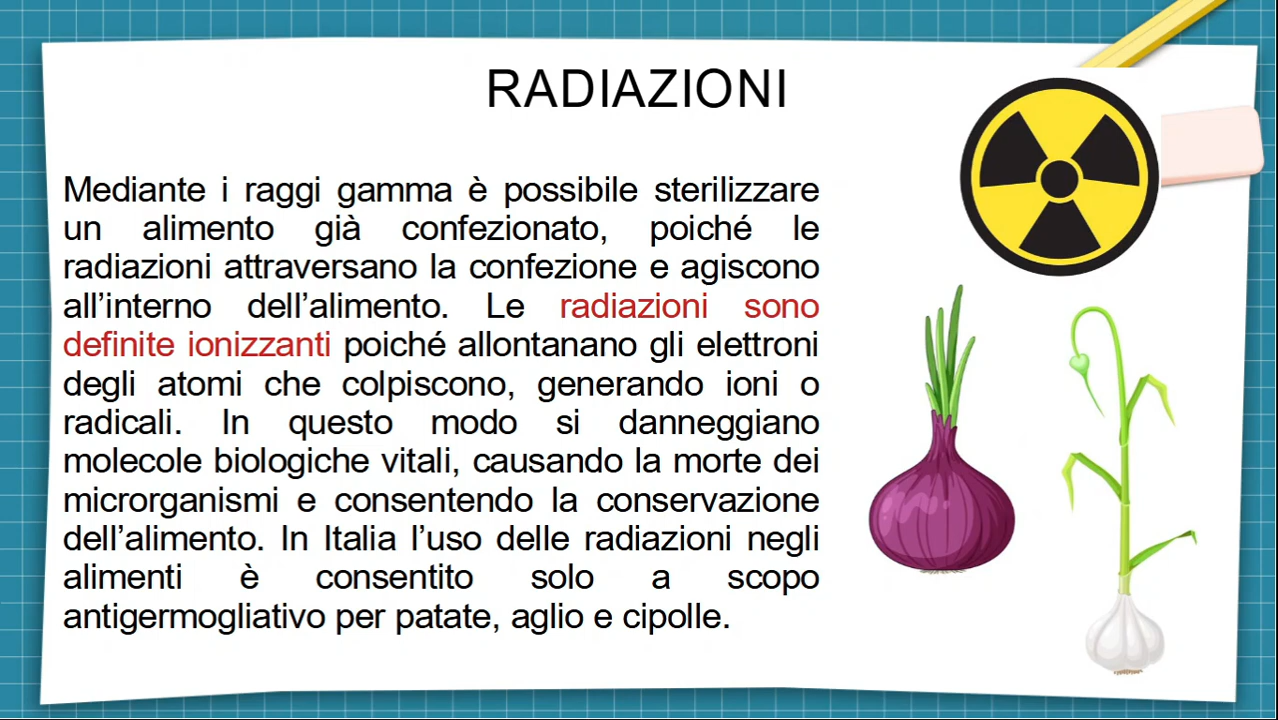 RADIAZIONI
Mediante i raggi gamma è possibile sterilizzare
un alimento già confezionato, poiché le
radiazioni attraversano la confezione e agiscono
all’interno dell’alimento. Le radiazioni sono
definite ionizzanti poiché allontanano gli elettroni
degli atomi che colpiscono, generando ioni o
radicali. In questo modo si danneggiano
molecole biologiche vitali, causando la morte dei
microrganismi e consentendo la conservazione
dell’alimento. In Italia l’uso delle radiazioni negli
alimenti è consentito solo a scopo
antigermogliativo per patate, aglio e cipolle.